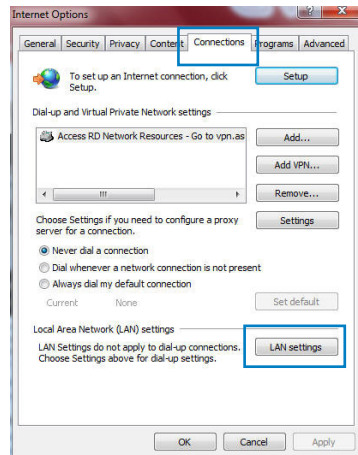 Internet Options
General Security Privacy Content Connections Programs Advanced
To set up an Internet connection, click
Setup.
Setup
Dial-up and Virtual Private Network settings
Access RD Network Resources - Go to vpn.as
Add...
Add VPN...
Remove...
Choose Settings if you need to configure a proxy
server for a connection.
Settings
Never dial a connection
Dial whenever a network connection is not present
Always dial my default connection
Current None
Set default
Local Area Network (LAN) settings
LAN Settings do not apply to dial-up connections.
Choose Settings above for dial-up settings.
LAN settings
OK Cancel Apply